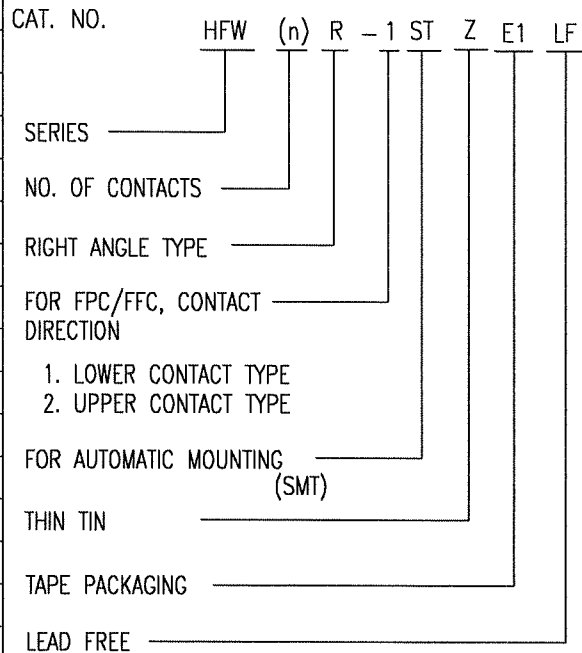 CAT. NO.
HFW (n) R - 1 ST Z E1 LF
SERIES
NO. OF CONTACTS
RIGHT ANGLE TYPE
FOR FPC/FFC, CONTACT
DIRECTION
1. LOWER CONTACT TYPE
2. UPPER CONTACT TYPE
FOR AUTOMATIC MOUNTING
(SMT)
THIN TIN
TAPE PACKAGING
LEAD FREE